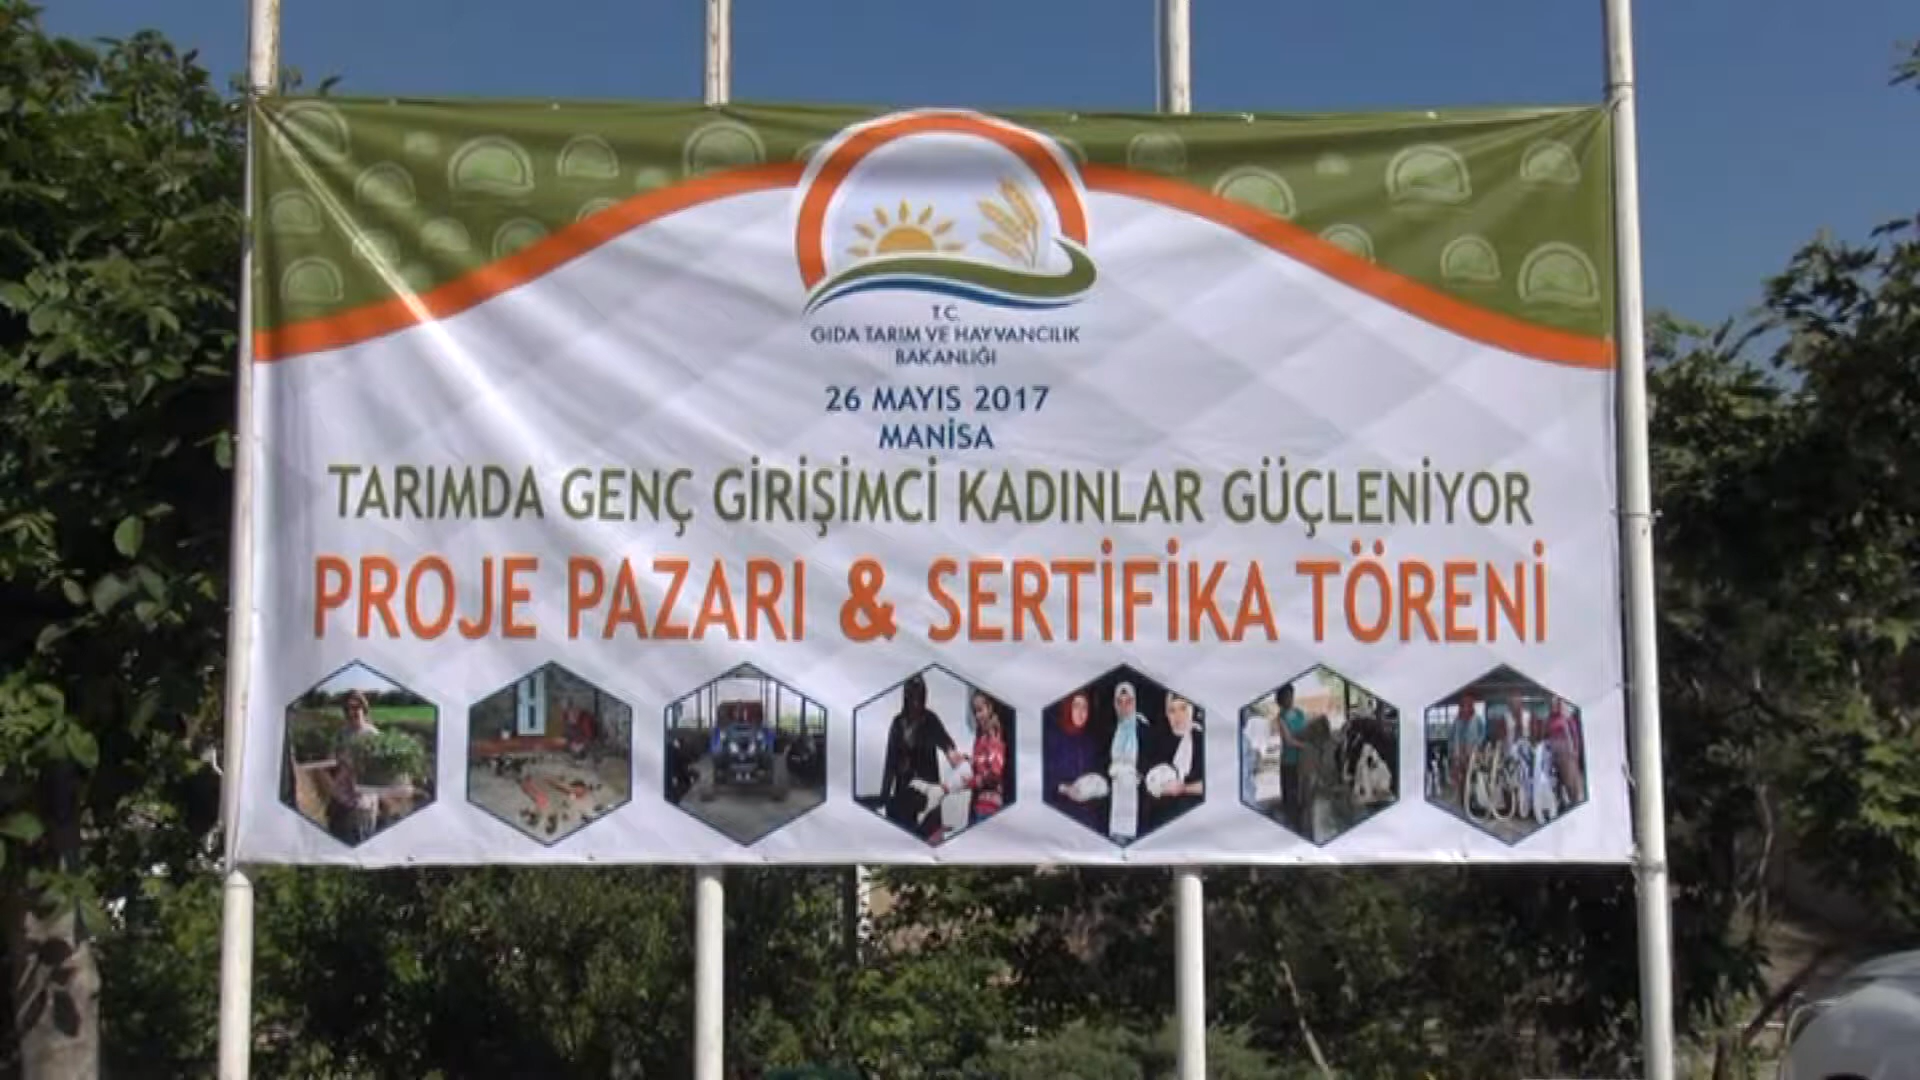 T.C.
GIDA TARIM VE HAYVANCILIK
BAKANLIĞI
26 MAYIS 2017
MANİSA
TARIMDA GENÇ GİRİŞİMCİ KADINLAR GÜÇLENİYOR
PROJE PAZARI & SERTİFİKA TÖRENİ